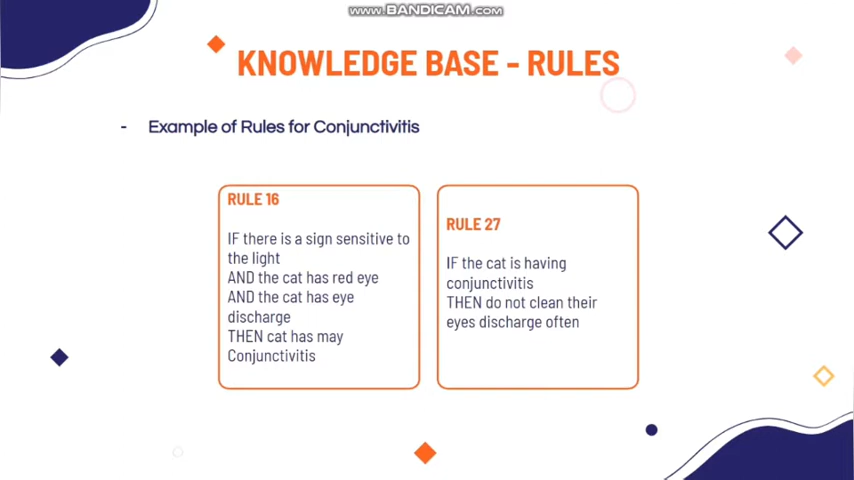 WWW.BANDICAM.COM
KNOWLEDGE BASE - RULES
- Example of Rules for Conjunctivitis
RULE 16
IF there is a sign sensitive to
the light
AND the cat has red eye
AND the cat has eye
discharge
THEN cat has may
Conjunctivitis
RULE 27
IF the cat is having
conjunctivitis
THEN do not clean their
eyes discharge often